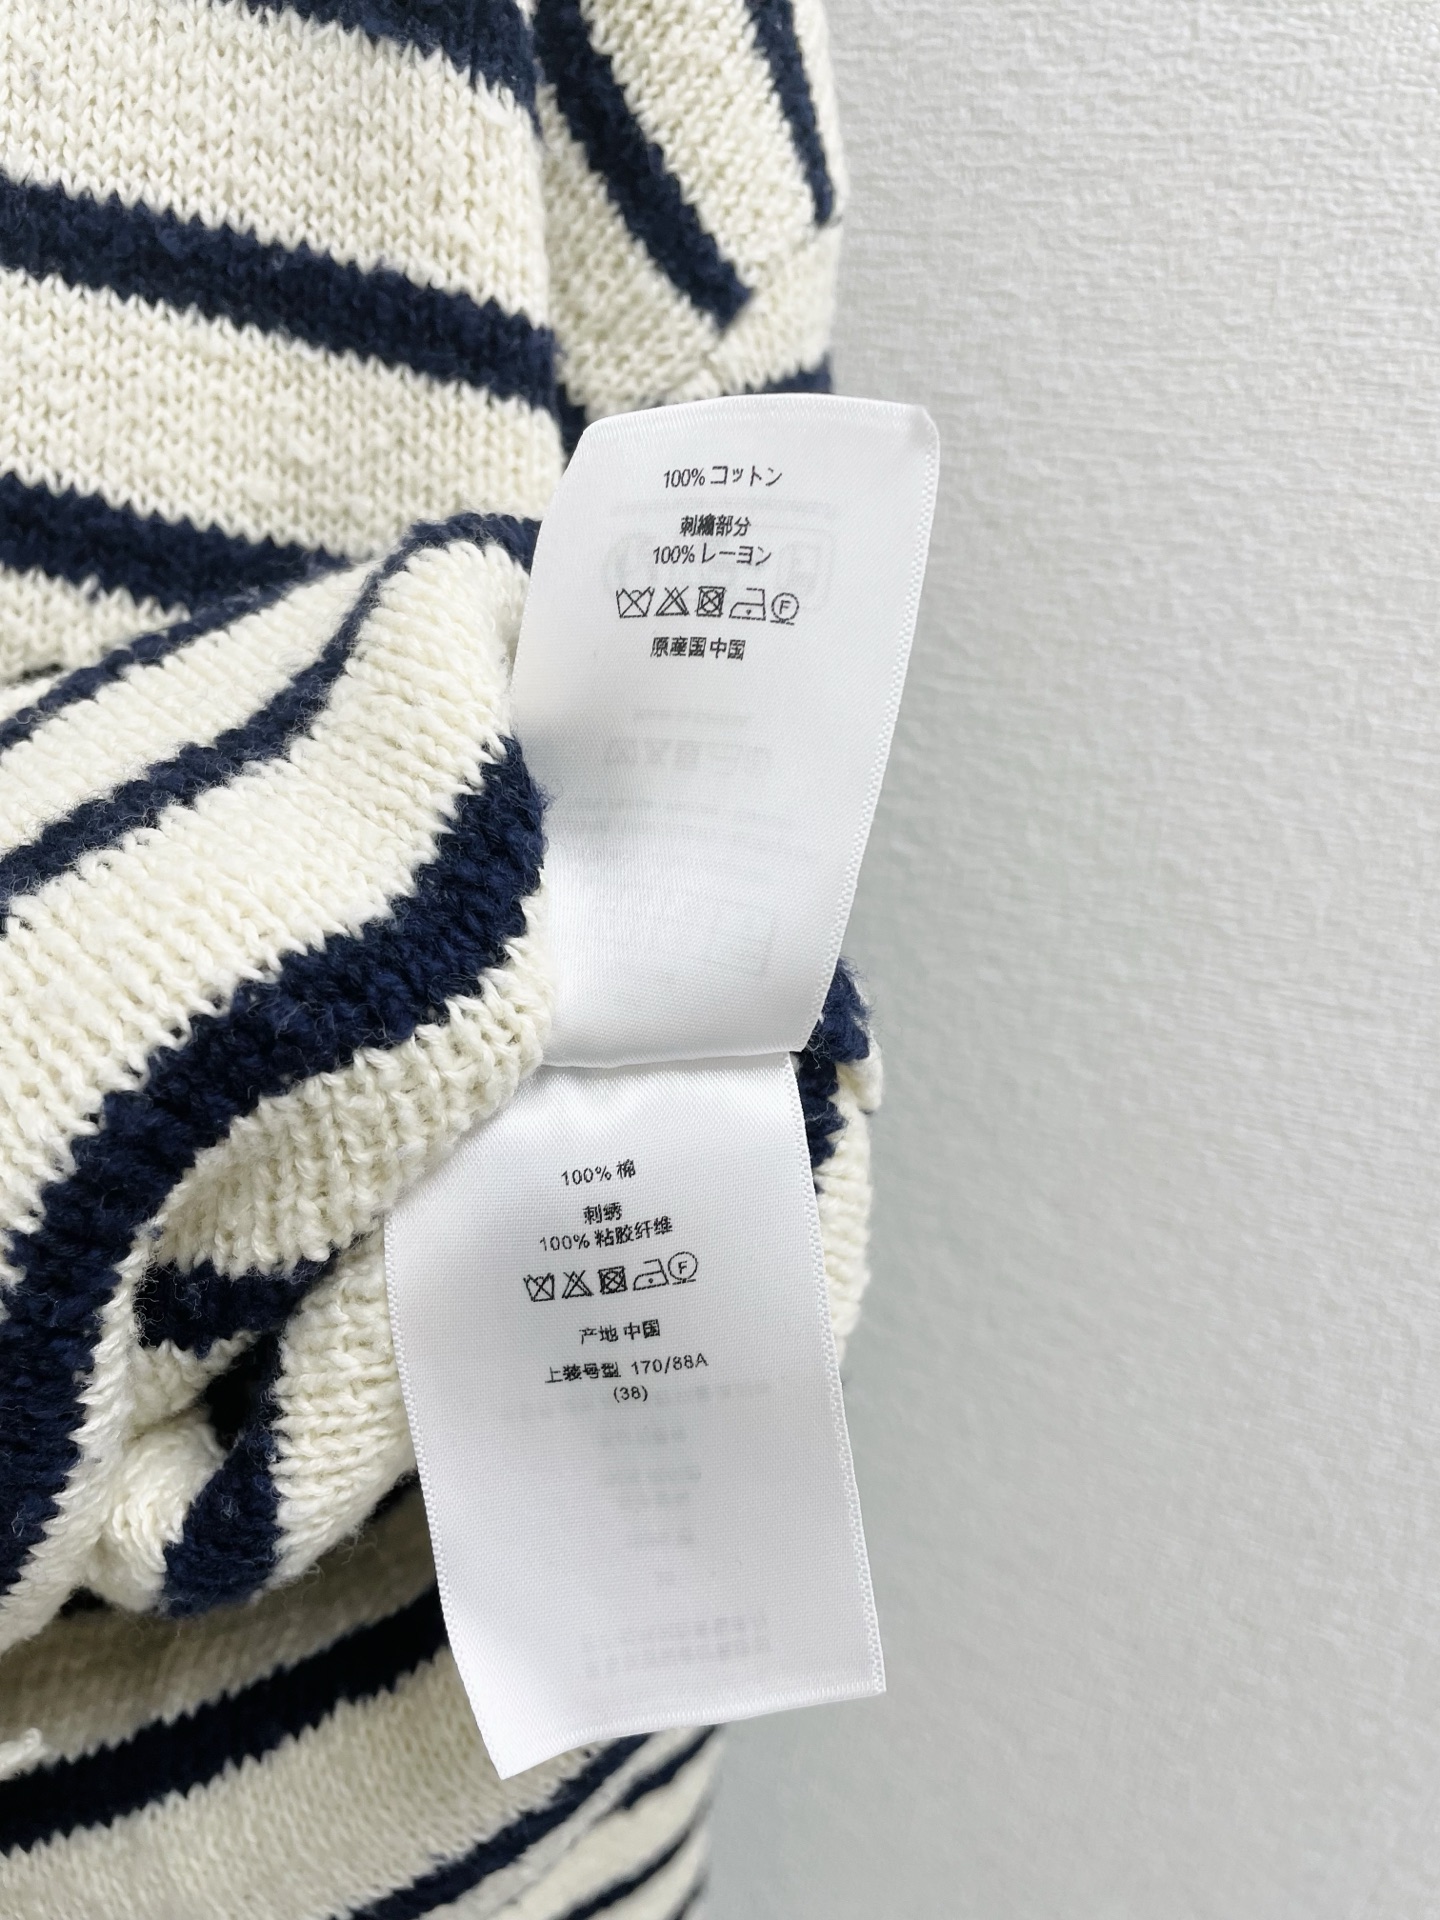 100% コットン
刺繍部分
100% レーヨン
F
原産国中国
100% 棉
刺绣
100% 粘胶纤维
F
产地 中国
上装号型 170/88A
(38)